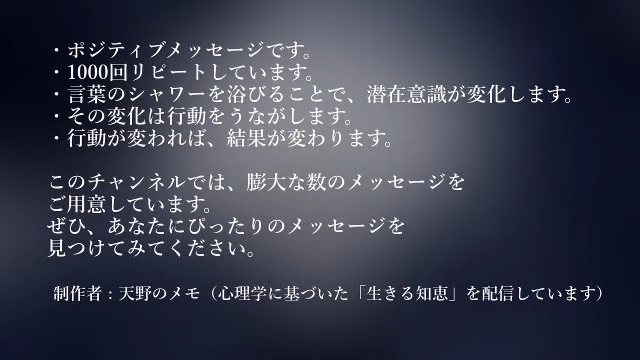 ・ポジティブメッセージです。
・1000回リピートしています。
・言葉のシャワーを浴びることで、潜在意識が変化します。
・その変化は行動をうながします。
・行動が変われば、結果が変わります。
このチャンネルでは、膨大な数のメッセージを
ご用意しています。
ぜひ、あなたにぴったりのメッセージを
見つけてみてください。
制作者：天野のメモ（心理学に基づいた「生きる知恵」を配信しています）